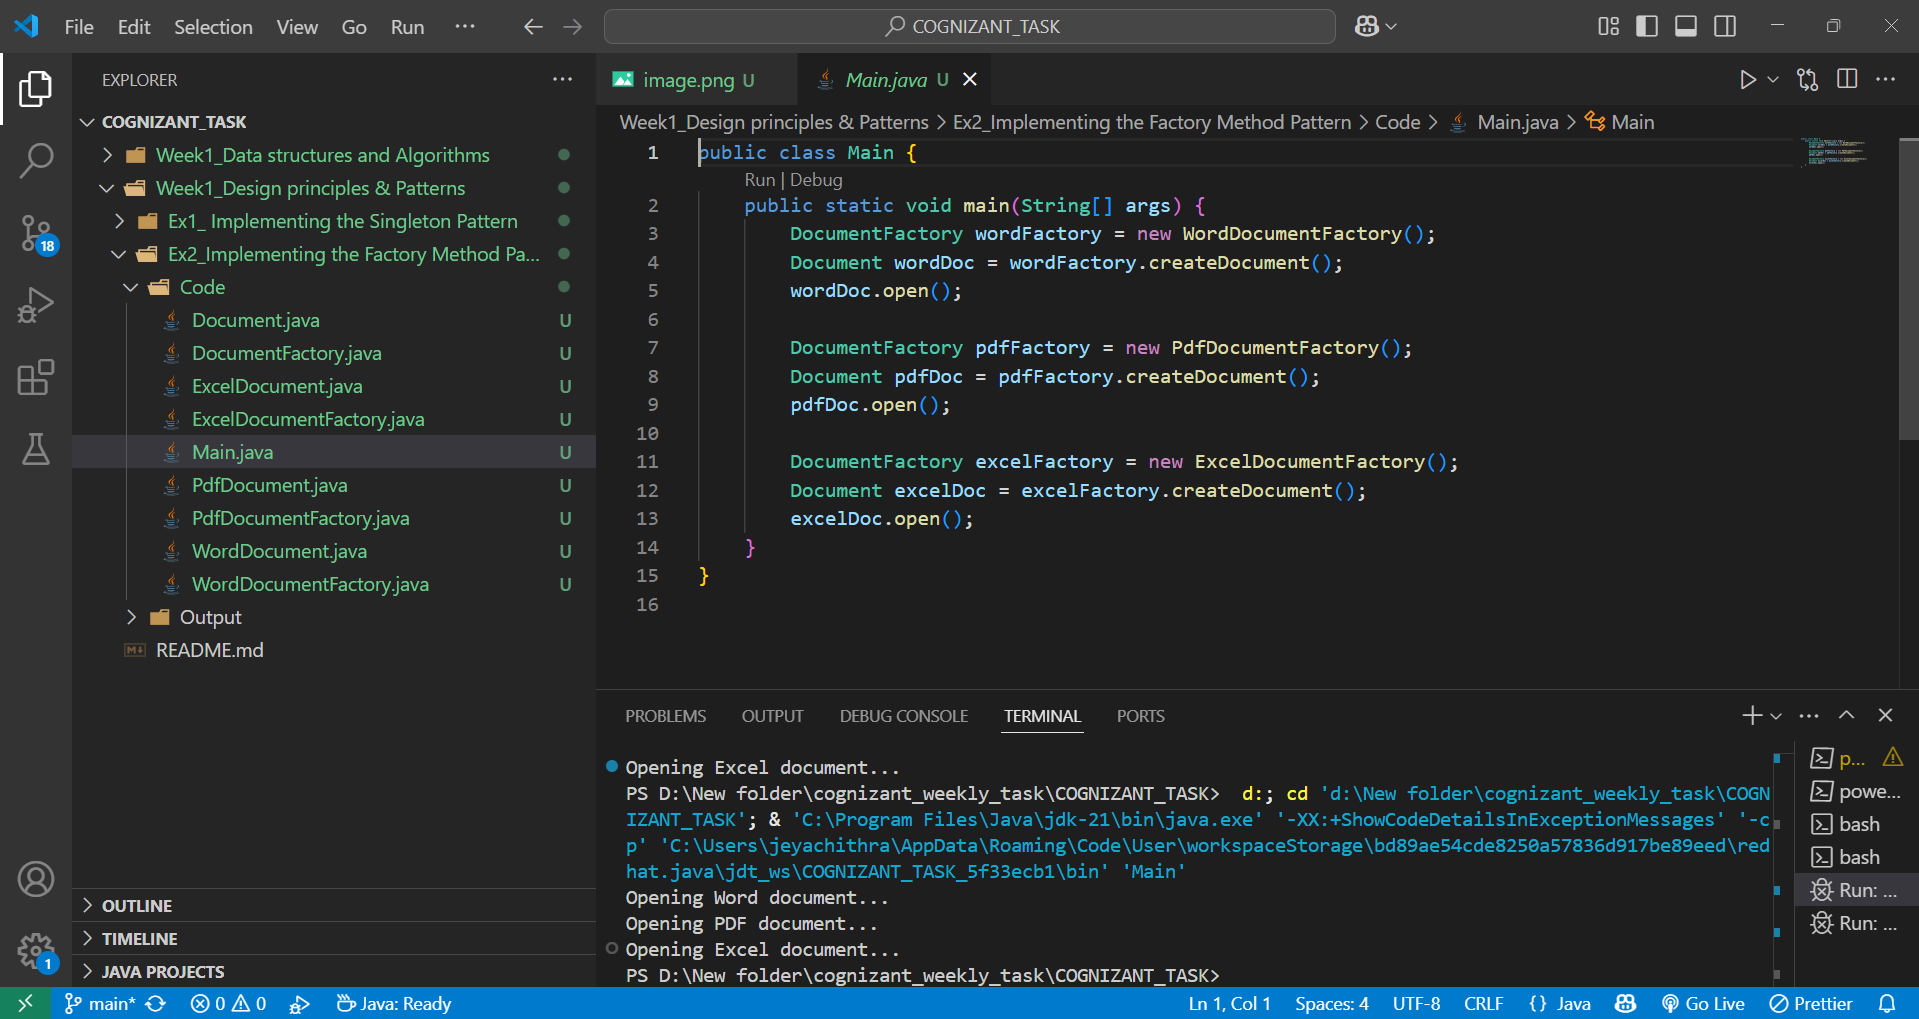 File Edit Selection View Go Run ··· COGNIZANT_TASK
EXPLORER ···
COGNIZANT_TASK
Week1_Data structures and Algorithms
Week1_Design principles & Patterns
Ex1_ Implementing the Singleton Pattern
Ex2_Implementing the Factory Method Pa...
Code
Document.java U
DocumentFactory.java U
ExcelDocument.java U
ExcelDocumentFactory.java U
Main.java U
PdfDocument.java U
PdfDocumentFactory.java U
WordDocument.java U
WordDocumentFactory.java U
Output
README.md
OUTLINE
TIMELINE
JAVA PROJECTS
18
1
image.png U Main.java U
Week1_Design principles & Patterns > Ex2_Implementing the Factory Method Pattern > Code > Main.java > Main
1 public class Main {
Run | Debug
2 public static void main(String[] args) {
3 DocumentFactory wordFactory = new WordDocumentFactory();
4 Document wordDoc = wordFactory.createDocument();
5 wordDoc.open();
6
7 DocumentFactory pdfFactory = new PdfDocumentFactory();
8 Document pdfDoc = pdfFactory.createDocument();
9 pdfDoc.open();
10
11 DocumentFactory excelFactory = new ExcelDocumentFactory();
12 Document excelDoc = excelFactory.createDocument();
13 excelDoc.open();
14 }
15 }
16
PROBLEMS OUTPUT DEBUG CONSOLE TERMINAL PORTS
Opening Excel document...
PS D:\New folder\cognizant_weekly_task\COGNIZANT_TASK> d:; cd 'd:\New folder\cognizant_weekly_task\COGN
IZANT_TASK'; & 'C:\Program Files\Java\jdk-21\bin\java.exe' '-XX:+ShowCodeDetailsInExceptionMessages' '-c
p' 'C:\Users\jeyachithra\AppData\Roaming\Code\User\workspaceStorage\bd89ae54cde8250a57836d917be89eed\red
hat.java\jdt_ws\COGNIZANT_TASK_5f33ecb1\bin' 'Main'
Opening Word document...
Opening PDF document...
Opening Excel document...
PS D:\New folder\cognizant_weekly_task\COGNIZANT_TASK>
p...
powe...
bash
bash
Run: ...
Run: ...
main* 0 0 Java: Ready Ln 1, Col 1 Spaces: 4 UTF-8 CRLF {} Java Go Live Prettier